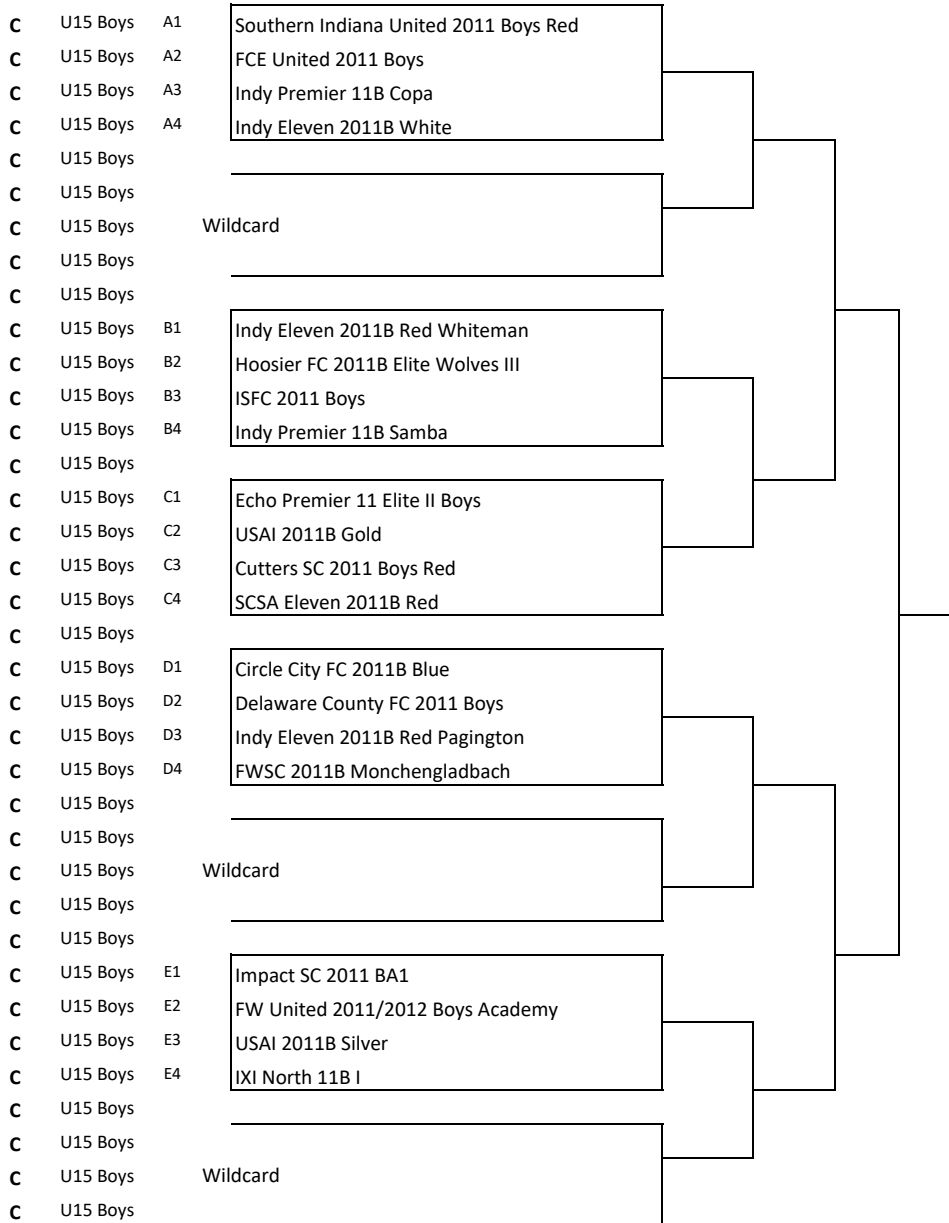 C U15 Boys A1 Southern Indiana United 2011 Boys Red
C U15 Boys A2 FCE United 2011 Boys
C U15 Boys A3 Indy Premier 11B Copa
C U15 Boys A4 Indy Eleven 2011B White
C U15 Boys
C U15 Boys
C U15 Boys Wildcard
C U15 Boys
C U15 Boys
C U15 Boys B1 Indy Eleven 2011B Red Whiteman
C U15 Boys B2 Hoosier FC 2011B Elite Wolves III
C U15 Boys B3 ISFC 2011 Boys
C U15 Boys B4 Indy Premier 11B Samba
C U15 Boys
C U15 Boys C1 Echo Premier 11 Elite II Boys
C U15 Boys C2 USAI 2011B Gold
C U15 Boys C3 Cutters SC 2011 Boys Red
C U15 Boys C4 SCSA Eleven 2011B Red
C U15 Boys
C U15 Boys D1 Circle City FC 2011B Blue
C U15 Boys D2 Delaware County FC 2011 Boys
C U15 Boys D3 Indy Eleven 2011B Red Pagington
C U15 Boys D4 FWSC 2011B Monchengladbach
C U15 Boys
C U15 Boys
C U15 Boys Wildcard
C U15 Boys
C U15 Boys
C U15 Boys E1 Impact SC 2011 BA1
C U15 Boys E2 FW United 2011/2012 Boys Academy
C U15 Boys E3 USAI 2011B Silver
C U15 Boys E4 IXI North 11B I
C U15 Boys
C U15 Boys
C U15 Boys Wildcard
C U15 Boys